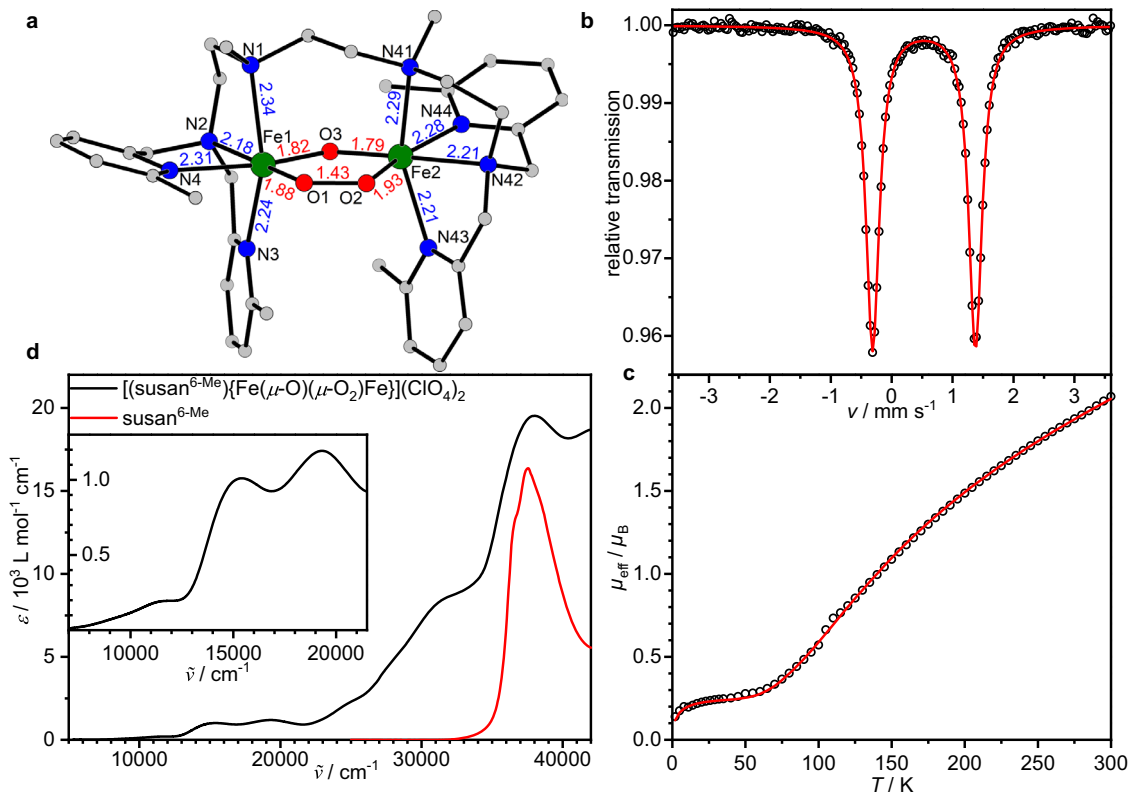 a
N1
N41
2.34
2.29
N44
N2
2.18
Fe1
O3
2.28
1.82
1.79
2.21
2.31
N4
1.43
Fe2
N42
1.88
O1
O2
1.93
2.24
2.21
N3
N43
b
1.00
0.99
0.98
0.97
0.96
relative transmission
-3 -2 -1 0 1 2 3
ν / mm s⁻¹
c
2.0
1.5
1.0
0.5
0.0
μeff / μB
0 50 100 150 200 250 300
T / K
d
[(susan⁶⁻ᴹᵉ){Fe(μ-O)(μ-O₂)Fe}](ClO₄)₂
susan⁶⁻ᴹᵉ
20
15
10
5
0
ε / 10³ L mol⁻¹ cm⁻¹
1.0
0.5
10000 15000 20000
ṽ / cm⁻¹
10000 20000 30000 40000
ṽ / cm⁻¹